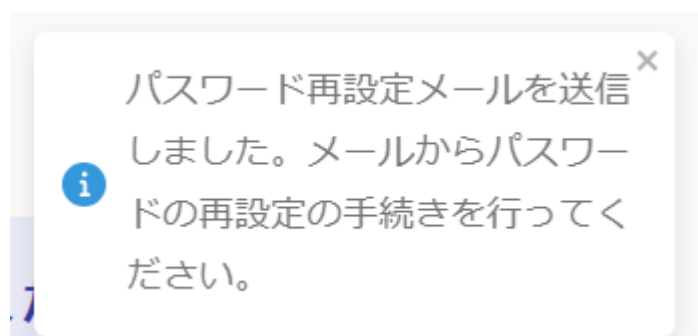 パスワード再設定メールを送信
しました。メールからパスワー
ドの再設定の手続きを行ってく
ださい。